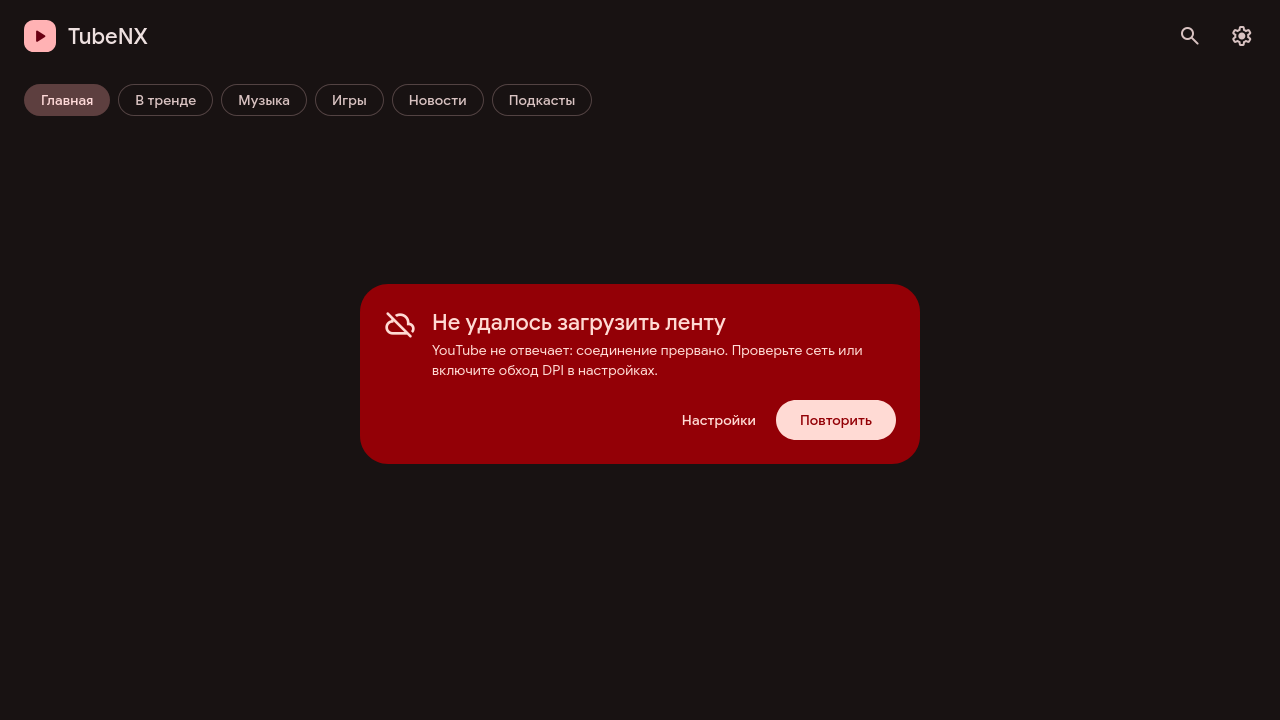 TubeNX
Главная
В тренде
Музыка
Игры
Новости
Подкасты
Не удалось загрузить ленту
YouTube не отвечает: соединение прервано. Проверьте сеть или
включите обход DPI в настройках.
Настройки
Повторить